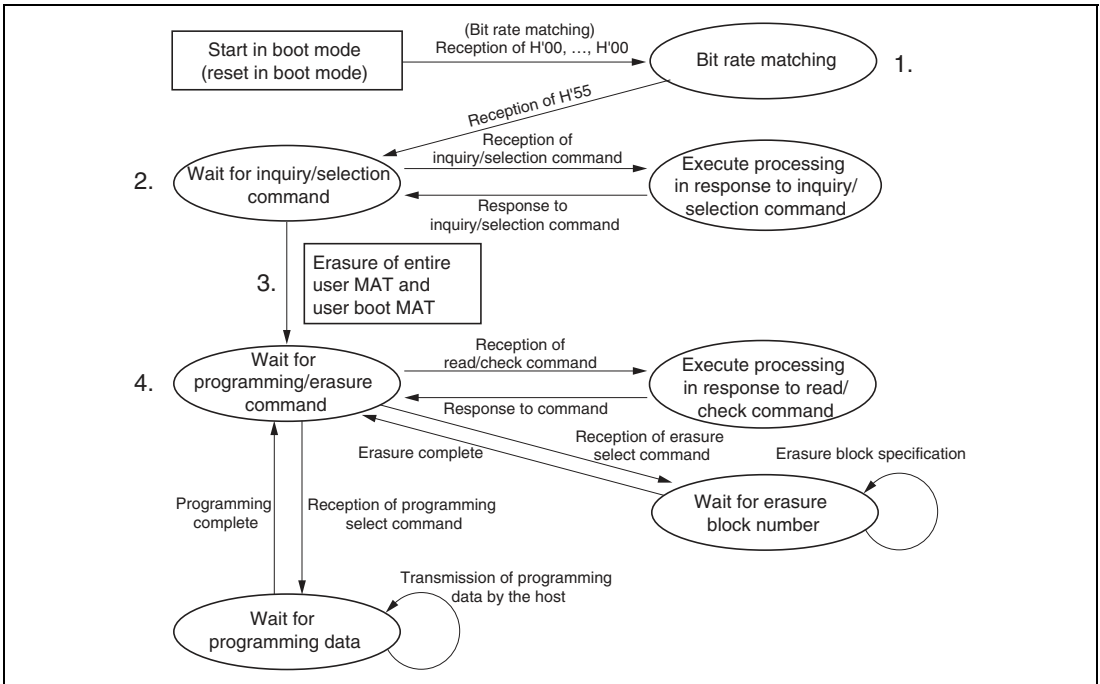 Start in boot mode
(reset in boot mode)
(Bit rate matching)
Reception of H'00, …, H'00
Bit rate matching
1.
Reception of H'55
2.
Wait for inquiry/selection
command
Reception of
inquiry/selection command
Response to
inquiry/selection command
Execute processing
in response to inquiry/
selection command
3.
Erasure of entire
user MAT and
user boot MAT
4.
Wait for
programming/erasure
command
Reception of
read/check command
Response to command
Execute processing
in response to read/
check command
Erasure complete
Reception of erasure
select command
Erasure block specification
Wait for erasure
block number
Programming
complete
Reception of programming
select command
Transmission of programming
data by the host
Wait for
programming data